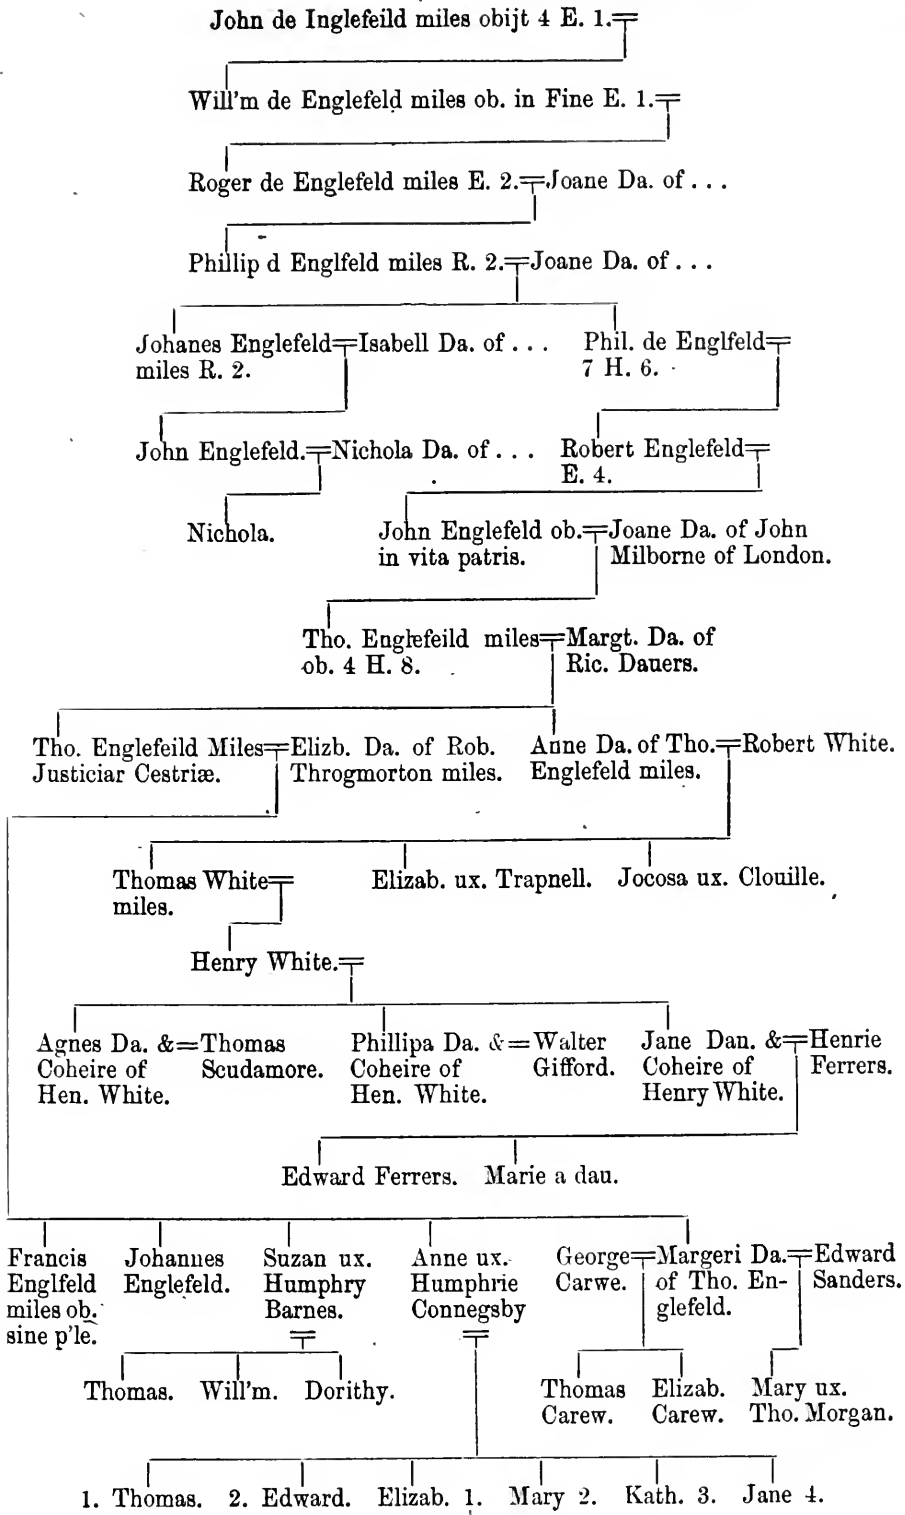 John de Inglefeild miles obijt 4 E. 1.
Will'm de Englefeld miles ob. in Fine E. 1.
Roger de Englefeld miles E. 2.=Joane Da. of . . .
Phillip d Englfeld miles R. 2.=Joane Da. of . . .
Johanes Englefeld=Isabell Da. of . . .
miles R. 2.
Phil. de Englfeld=
7 H. 6.
John Englefeld.=Nichola Da. of . . .
Robert Englefeld=
E. 4.
Nichola.
John Englefeld ob.=Joane Da. of John
in vita patris. Milborne of London.
Tho. Englefeild miles=Margt. Da. of
ob. 4 H. 8. Ric. Dauers.
Tho. Englefeild Miles=Elizb. Da. of Rob.
Justiciar Cestriæ. Throgmorton miles.
Anne Da. of Tho.=Robert White.
Englefeld miles.
Thomas White=
miles.
Elizab. ux. Trapnell.
Jocosa ux. Clouille.
Henry White.=
Agnes Da. &=Thomas
Coheire of Scudamore.
Hen. White.
Phillipa Da. &=Walter
Coheire of Gifford.
Hen. White.
Jane Dan. &=Henrie
Coheire of Ferrers.
Henry White.
Edward Ferrers. Marie a dau.
Francis
Englfeld
miles ob.
sine p'le.
Johannes
Englefeld.
Suzan ux.
Humphry
Barnes.
Anne ux.
Humphrie
Connegsby
George=Margeri Da.=Edward
Carwe. of Tho. En- Sanders.
glefeld.
Thomas. Will'm. Dorithy.
Thomas
Carew.
Elizab.
Carew.
Mary ux.
Tho. Morgan.
1. Thomas. 2. Edward. Elizab. 1. Mary 2. Kath. 3. Jane 4.